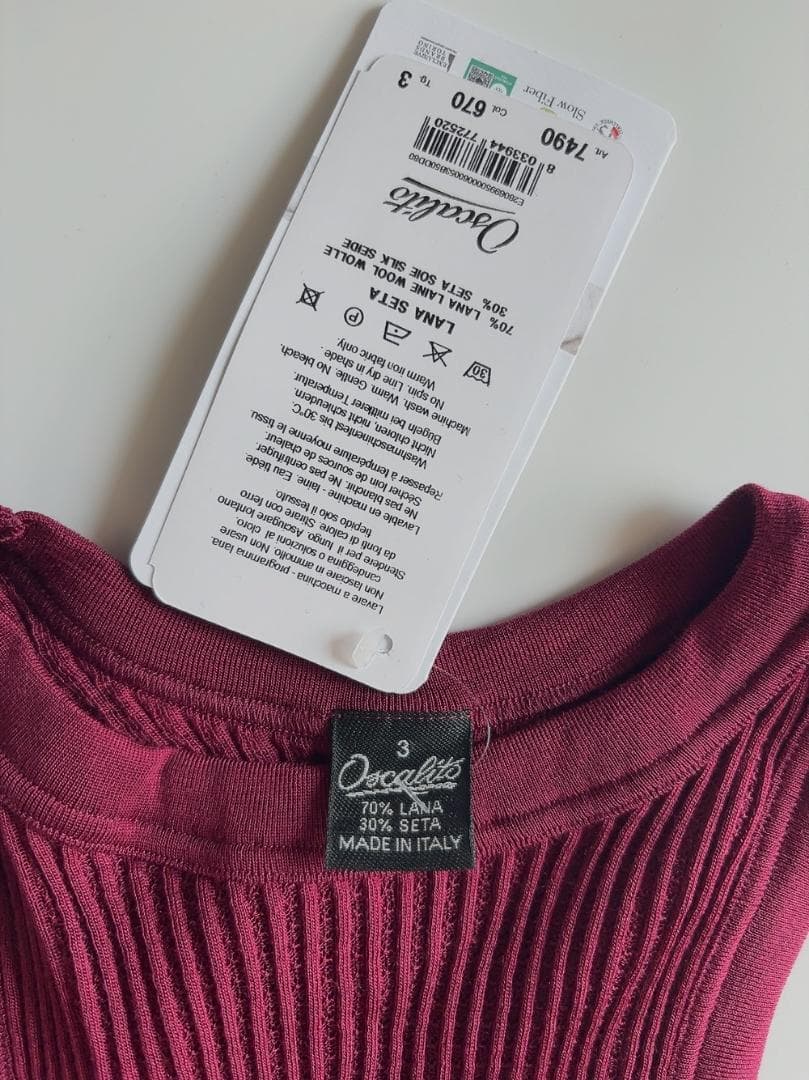 Lavare a macchina - programma lana.
Non lasciare in ammollo. Non usare
candeggina o soluzioni al cloro.
Stendere per il lungo. Asciugare lontano
da fonti di calore. Stirare con ferro
tiepido solo il tessuto.
Lavable en machine - laine. Eau tiède.
Ne pas blanchir. Ne pas centrifuger.
Sécher loin de sources de chaleur.
Repasser à température moyenne le tissu.
Washmaschinenfest bis 30°C
Nicht chloren, nicht schleudern.
Bügeln bei mittlerer Temperatur.
Machine wash. Warm. Gentle. No bleach.
No spin. Line dry in shade.
Warm iron fabric only.
30
P
LANA SETA
70% LANA LAINE WOOL WOLLE
30% SETA SOIE SILK SEIDE
Oscalito
8 033944 772520
Art. 7490 Col. 670 Tg. 3
Slow Fiber
EXCLUSIVE
BRANDS
TORINO
3
Oscalito
70% LANA
30% SETA
MADE IN ITALY